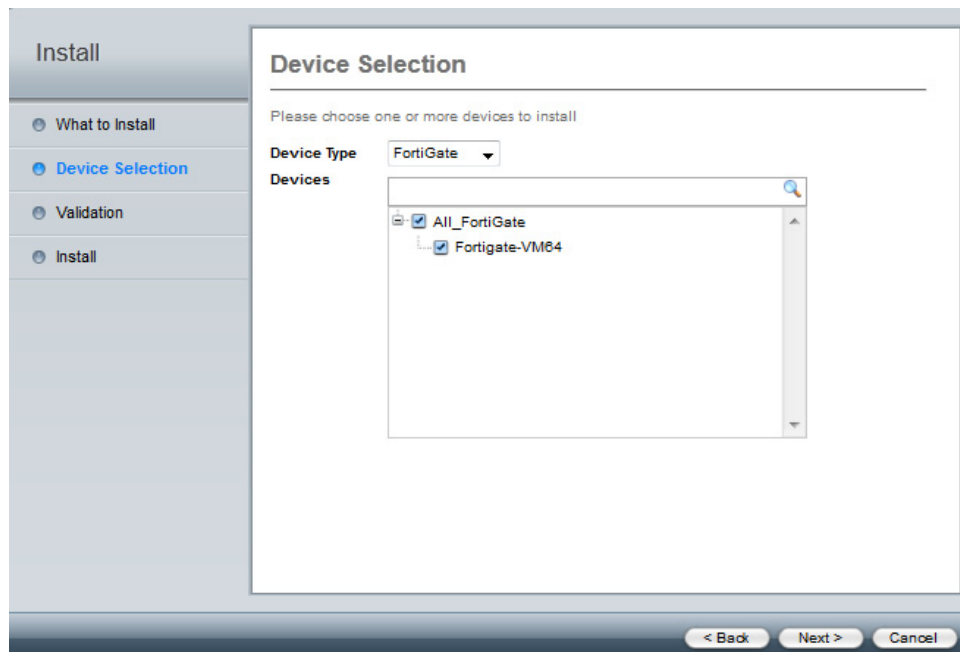 Install
What to Install
Device Selection
Validation
Install
Device Selection
Please choose one or more devices to install
Device Type FortiGate
Devices
All_FortiGate
Fortigate-VM64
< Back Next > Cancel